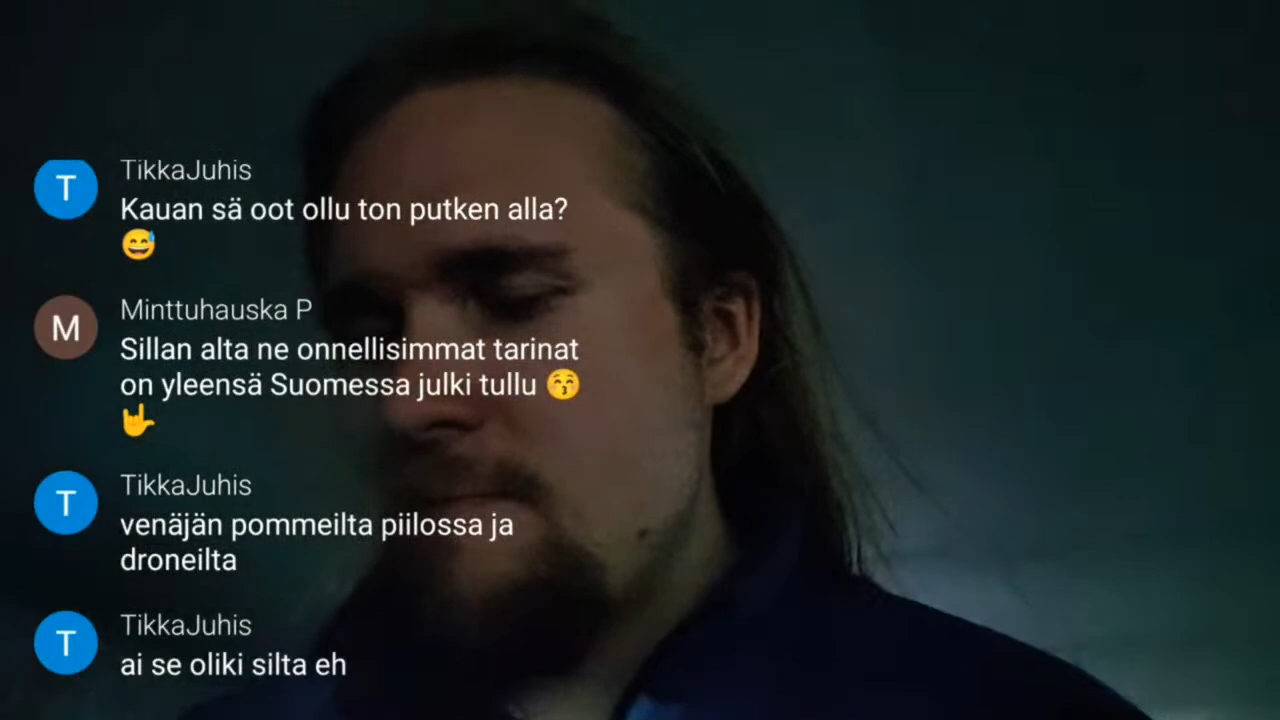 TikkaJuhis
T
Kauan sä oot ollu ton putken alla?
😅
Minttuhauska P
M
Sillan alta ne onnellisimmat tarinat
on yleensä Suomessa julki tullu 😚
🤟
TikkaJuhis
T
venäjän pommeilta piilossa ja
droneilta
TikkaJuhis
T
ai se oliki silta eh